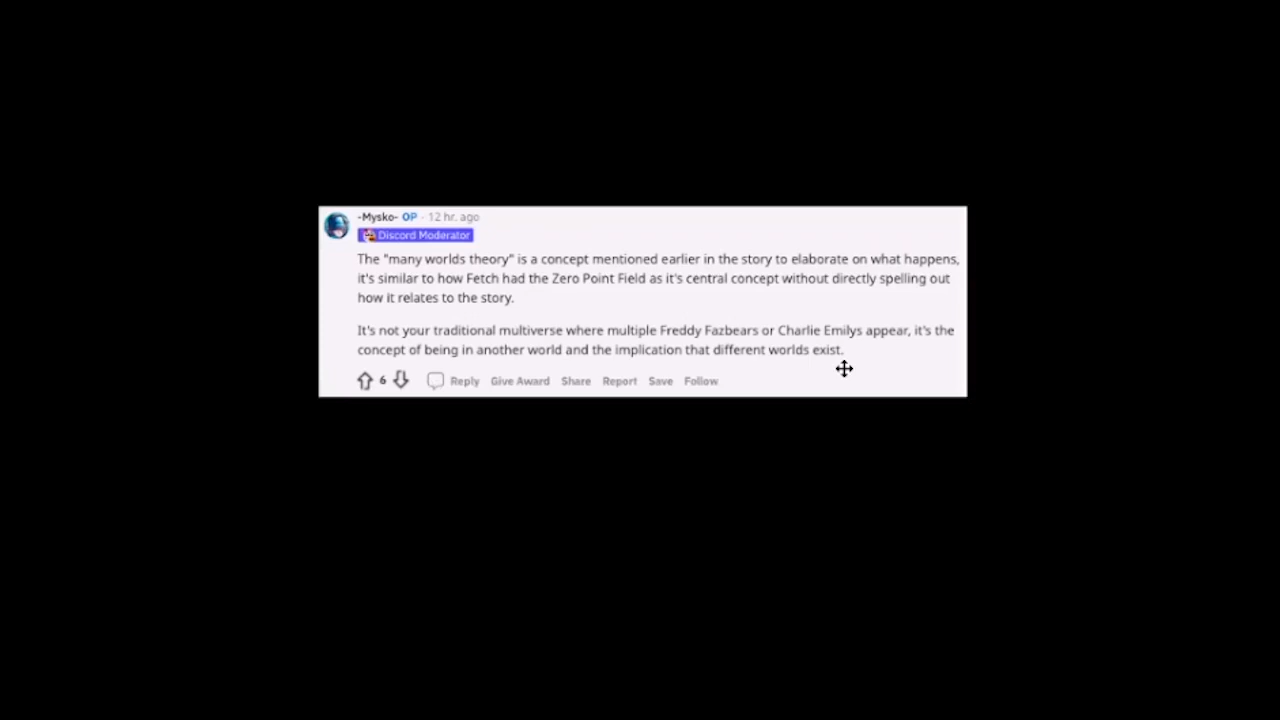 -Mysko- OP · 12 hr. ago
Discord Moderator
The "many worlds theory" is a concept mentioned earlier in the story to elaborate on what happens,
it's similar to how Fetch had the Zero Point Field as it's central concept without directly spelling out
how it relates to the story.
It's not your traditional multiverse where multiple Freddy Fazbears or Charlie Emilys appear, it's the
concept of being in another world and the implication that different worlds exist.
6 Reply Give Award Share Report Save Follow